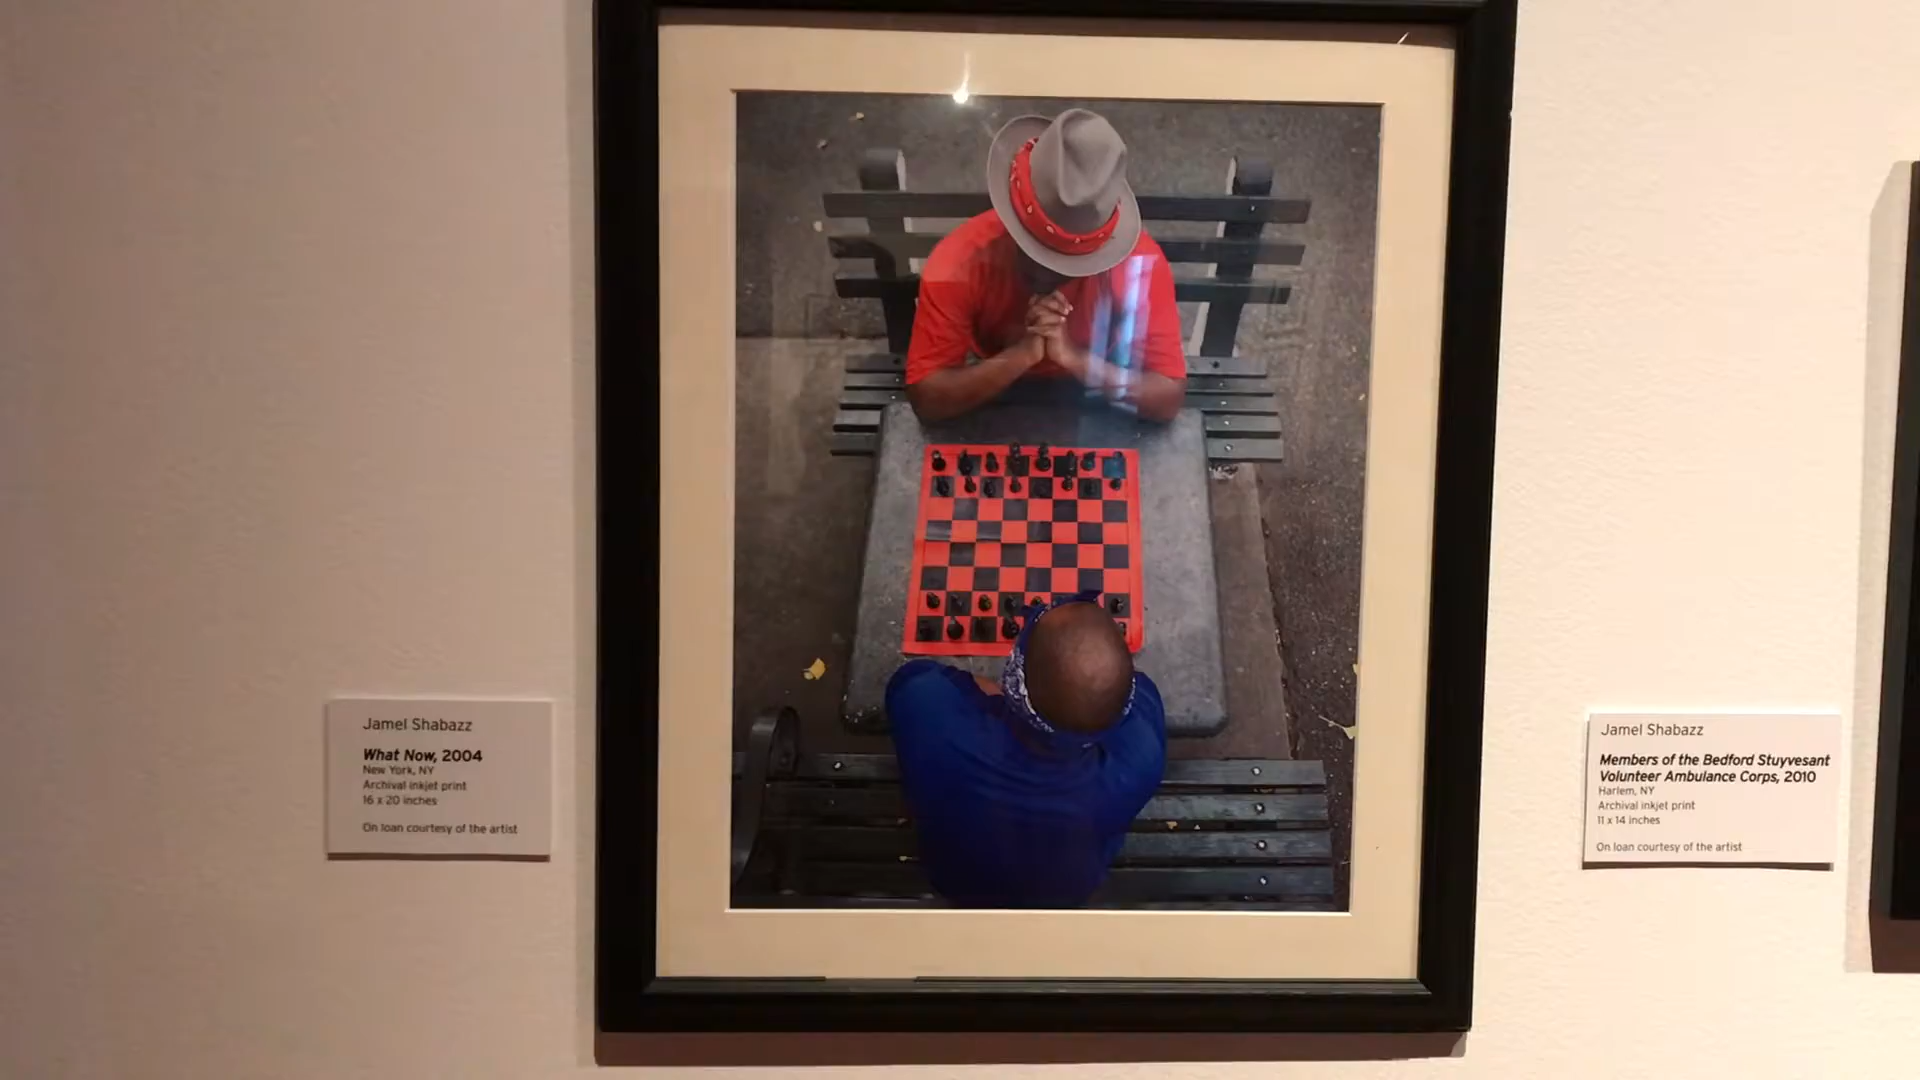 Jamel Shabazz
What Now, 2004
New York, NY
Archival inkjet print
16 x 20 inches
On loan courtesy of the artist
Jamel Shabazz
Members of the Bedford Stuyvesant
Volunteer Ambulance Corps, 2010
Harlem, NY
Archival inkjet print
11 x 14 inches
On loan courtesy of the artist